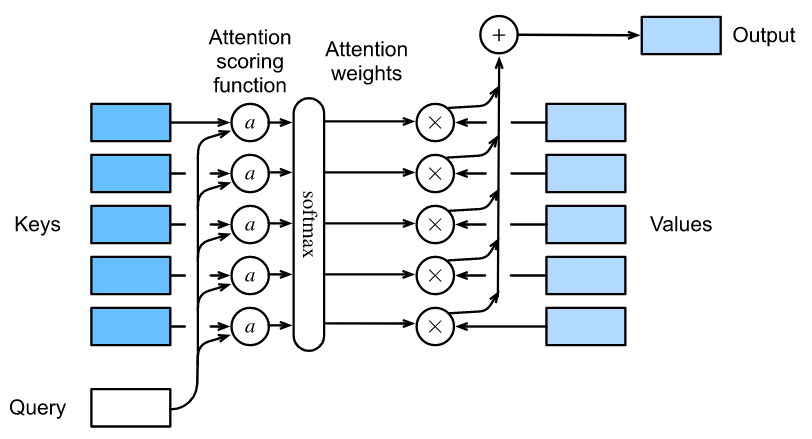 Attention
scoring
function
Attention
weights
+
Output
a
×
a
×
Keys
a
softmax
×
Values
a
×
a
×
Query